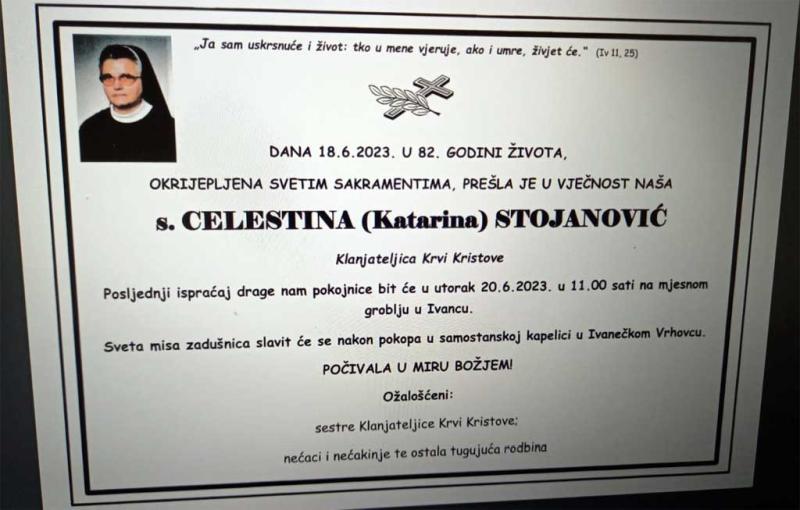 „Ja sam uskrsnuće i život: tko u mene vjeruje, ako i umre, živjet će.“ (Iv 11, 25)
DANA 18.6.2023. U 82. GODINI ŽIVOTA,
OKRIJEPLJENA SVETIM SAKRAMENTIMA, PREŠLA JE U VJEČNOST NAŠA
s. CELESTINA (Katarina) STOJANOVIĆ
Klanjateljica Krvi Kristove
Posljednji ispraćaj drage nam pokojnice bit će u utorak 20.6.2023. u 11.00 sati na mjesnom
groblju u Ivancu.
Sveta misa zadušnica slavit će se nakon pokopa u samostanskoj kapelici u Ivanečkom Vrhovcu.
POČIVALA U MIRU BOŽJEM!
Ožalošćeni:
sestre Klanjateljice Krvi Kristove;
nećaci i nećakinje te ostala tugujuća rodbina